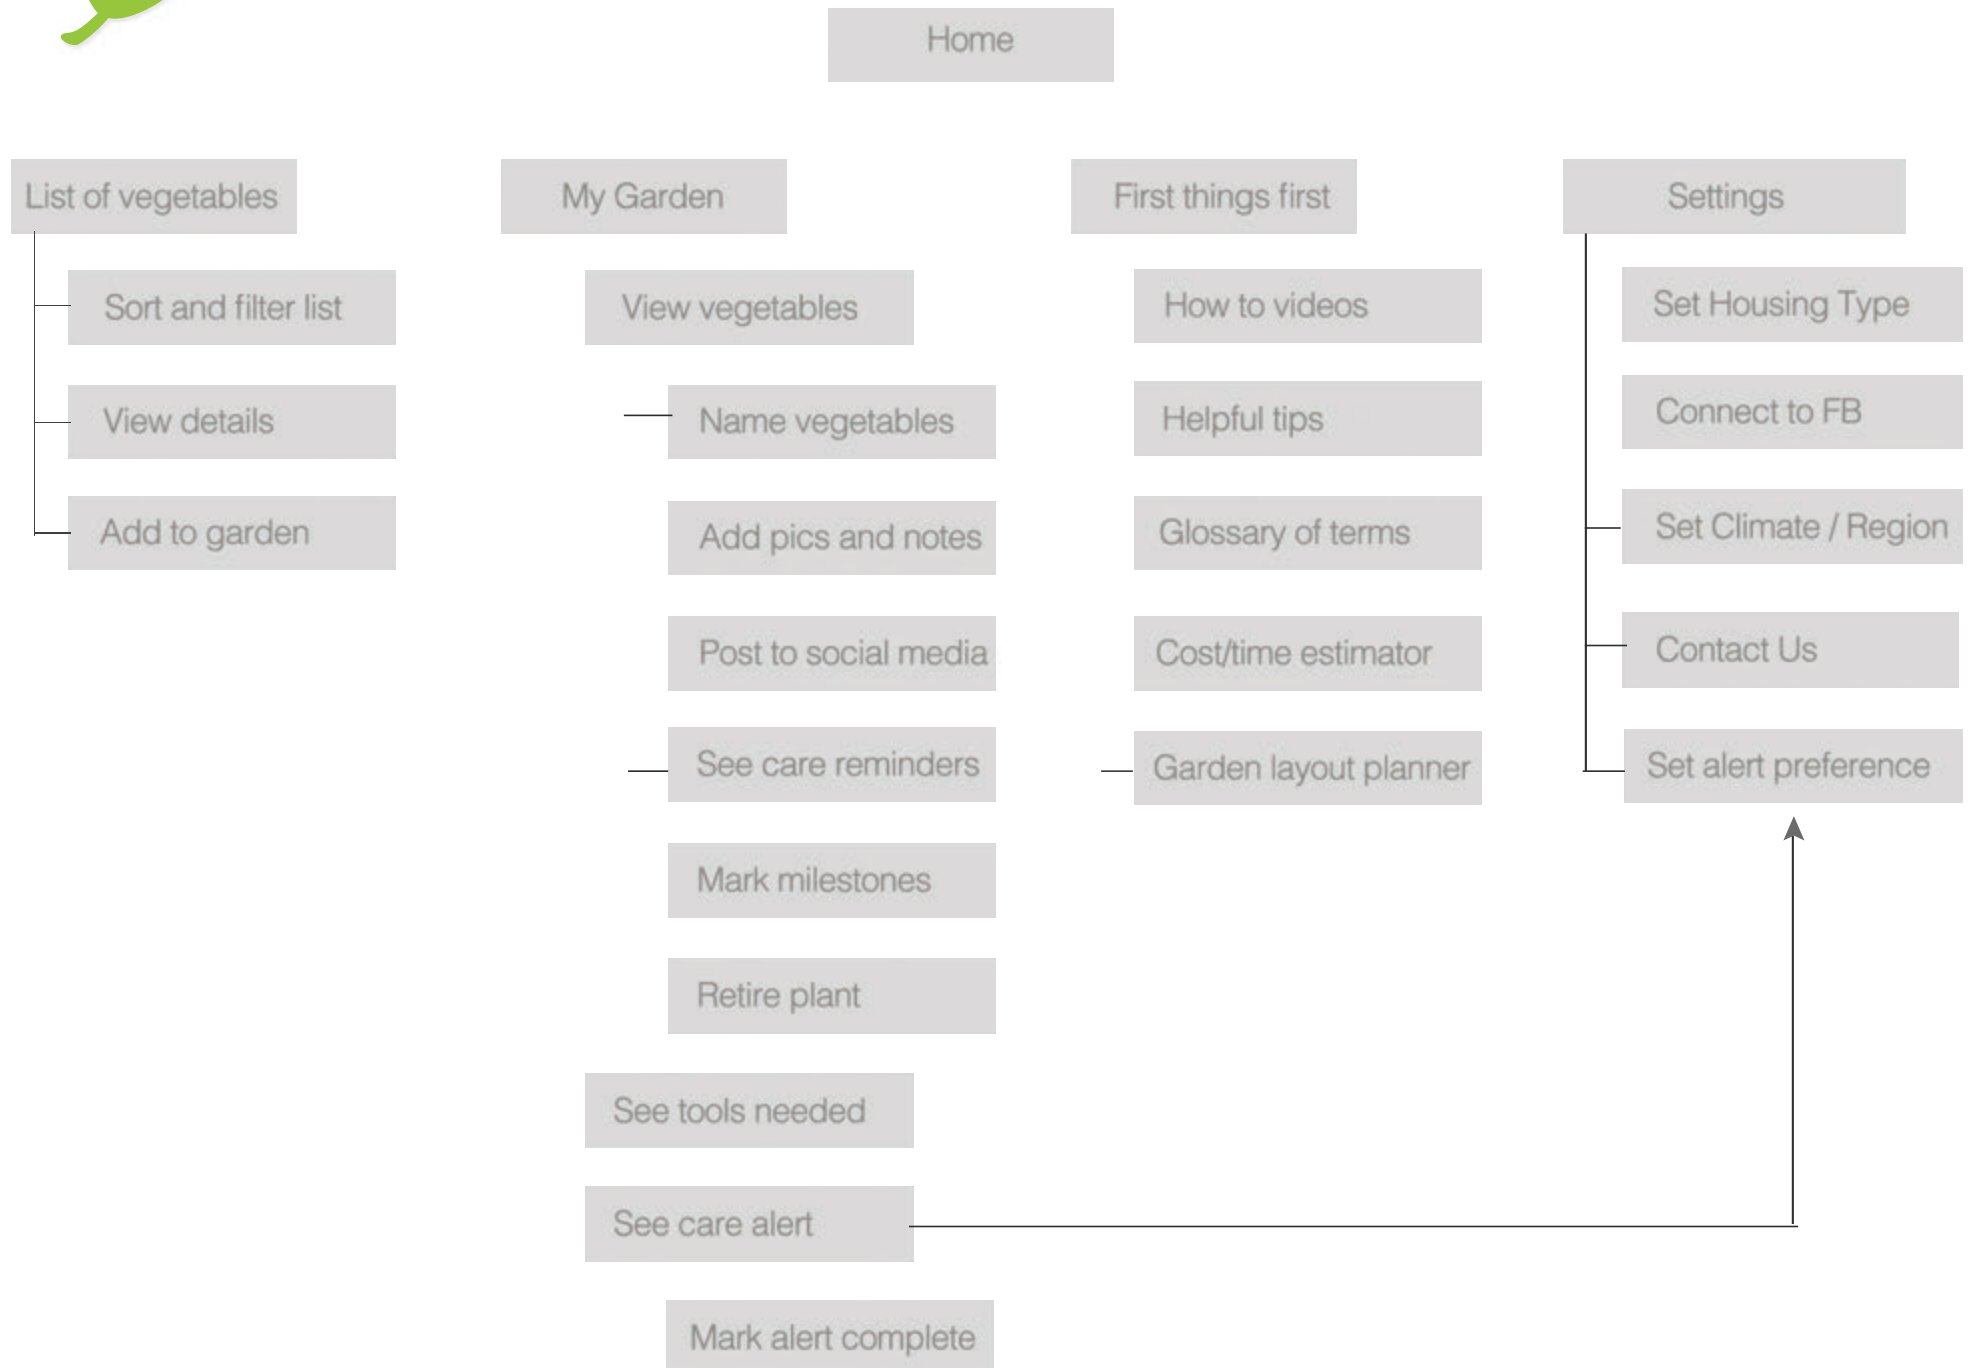 Home
List of vegetables
Sort and filter list
View details
Add to garden
My Garden
View vegetables
Name vegetables
Add pics and notes
Post to social media
See care reminders
Mark milestones
Retire plant
See tools needed
See care alert
Mark alert complete
First things first
How to videos
Helpful tips
Glossary of terms
Cost/time estimator
Garden layout planner
Settings
Set Housing Type
Connect to FB
Set Climate / Region
Contact Us
Set alert preference